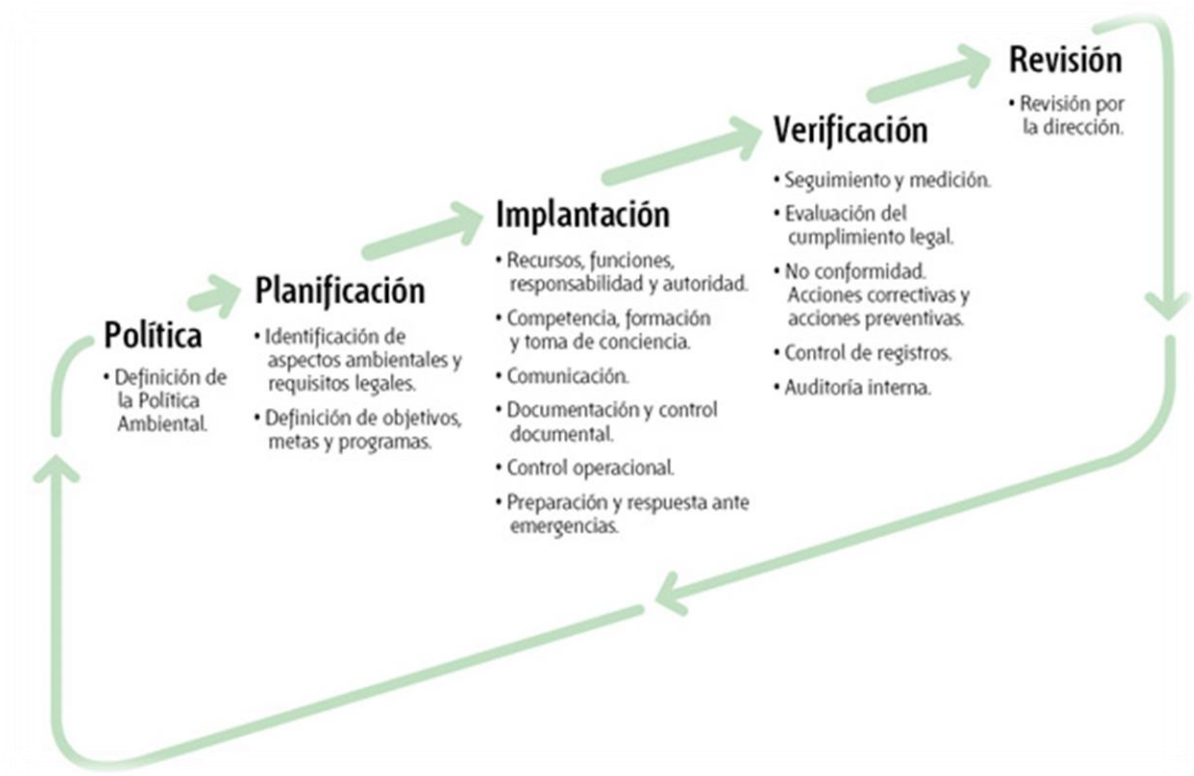 Política
• Definición de
la Política
Ambiental.
Planificación
• Identificación de
aspectos ambientales y
requisitos legales.
• Definición de objetivos,
metas y programas.
Implantación
• Recursos, funciones,
responsabilidad y autoridad.
• Competencia, formación
y toma de conciencia.
• Comunicación.
• Documentación y control
documental.
• Control operacional.
• Preparación y respuesta ante
emergencias.
Verificación
• Seguimiento y medición.
• Evaluación del
cumplimiento legal.
• No conformidad.
Acciones correctivas y
acciones preventivas.
• Control de registros.
• Auditoría interna.
Revisión
• Revisión por
la dirección.